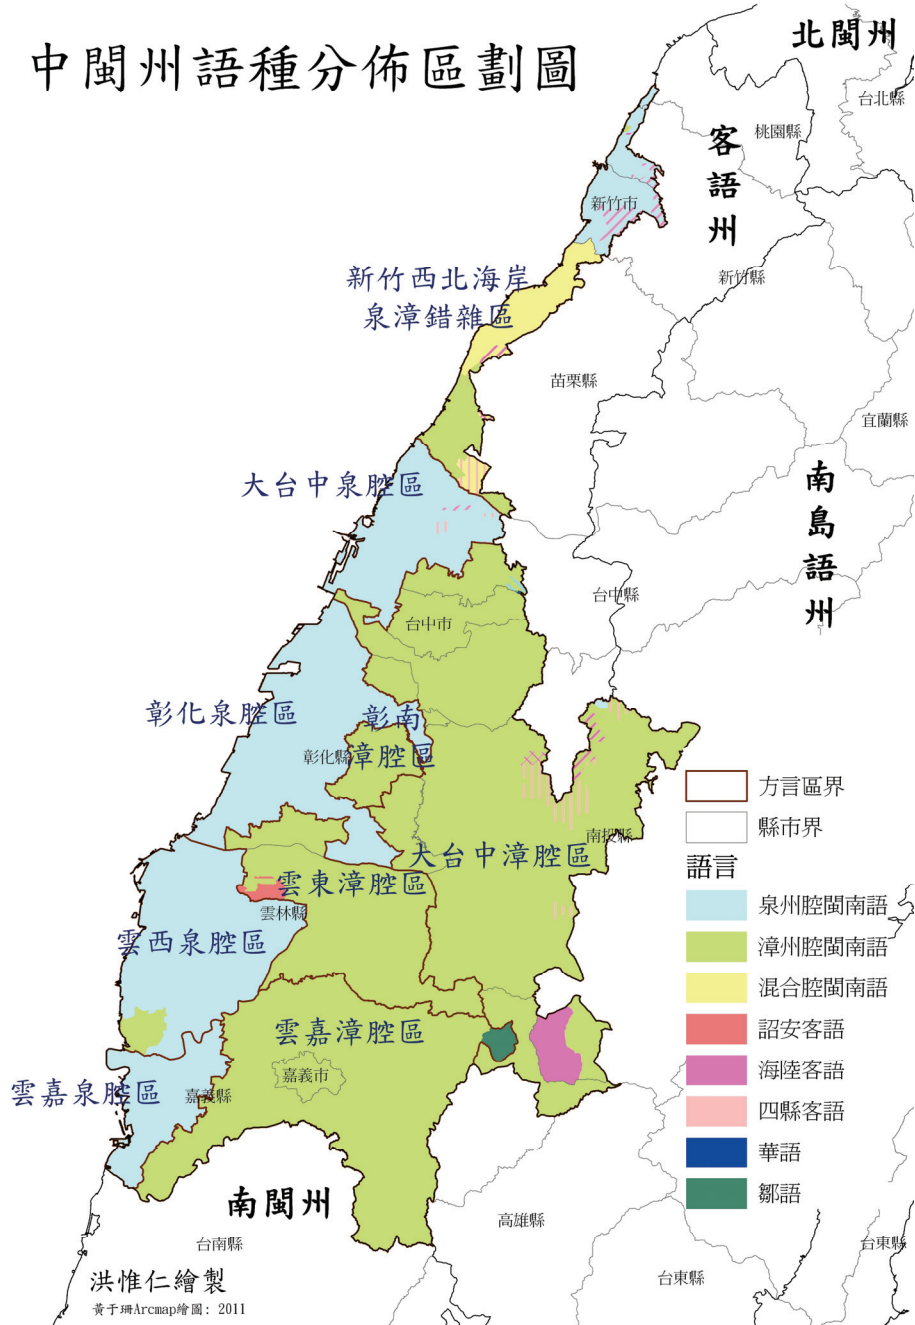 中閩州語種分佈區劃圖
北閩州
台北縣
桃園縣
客語州
新竹市
新竹西北海岸
泉漳錯雜區
新竹縣
苗栗縣
宜蘭縣
大台中泉腔區
南島語州
台中縣
台中市
彰化泉腔區
彰南
漳腔區
彰化縣
方言區界
縣市界
南投縣
大台中漳腔區
語言
雲東漳腔區
雲林縣
泉州腔閩南語
雲西泉腔區
漳州腔閩南語
混合腔閩南語
雲嘉漳腔區
詔安客語
嘉義市
海陸客語
雲嘉泉腔區
嘉義縣
四縣客語
華語
鄒語
南閩州
高雄縣
台南縣
台東縣
台東縣
洪惟仁繪製
黃于珊Arcmap繪圖: 2011